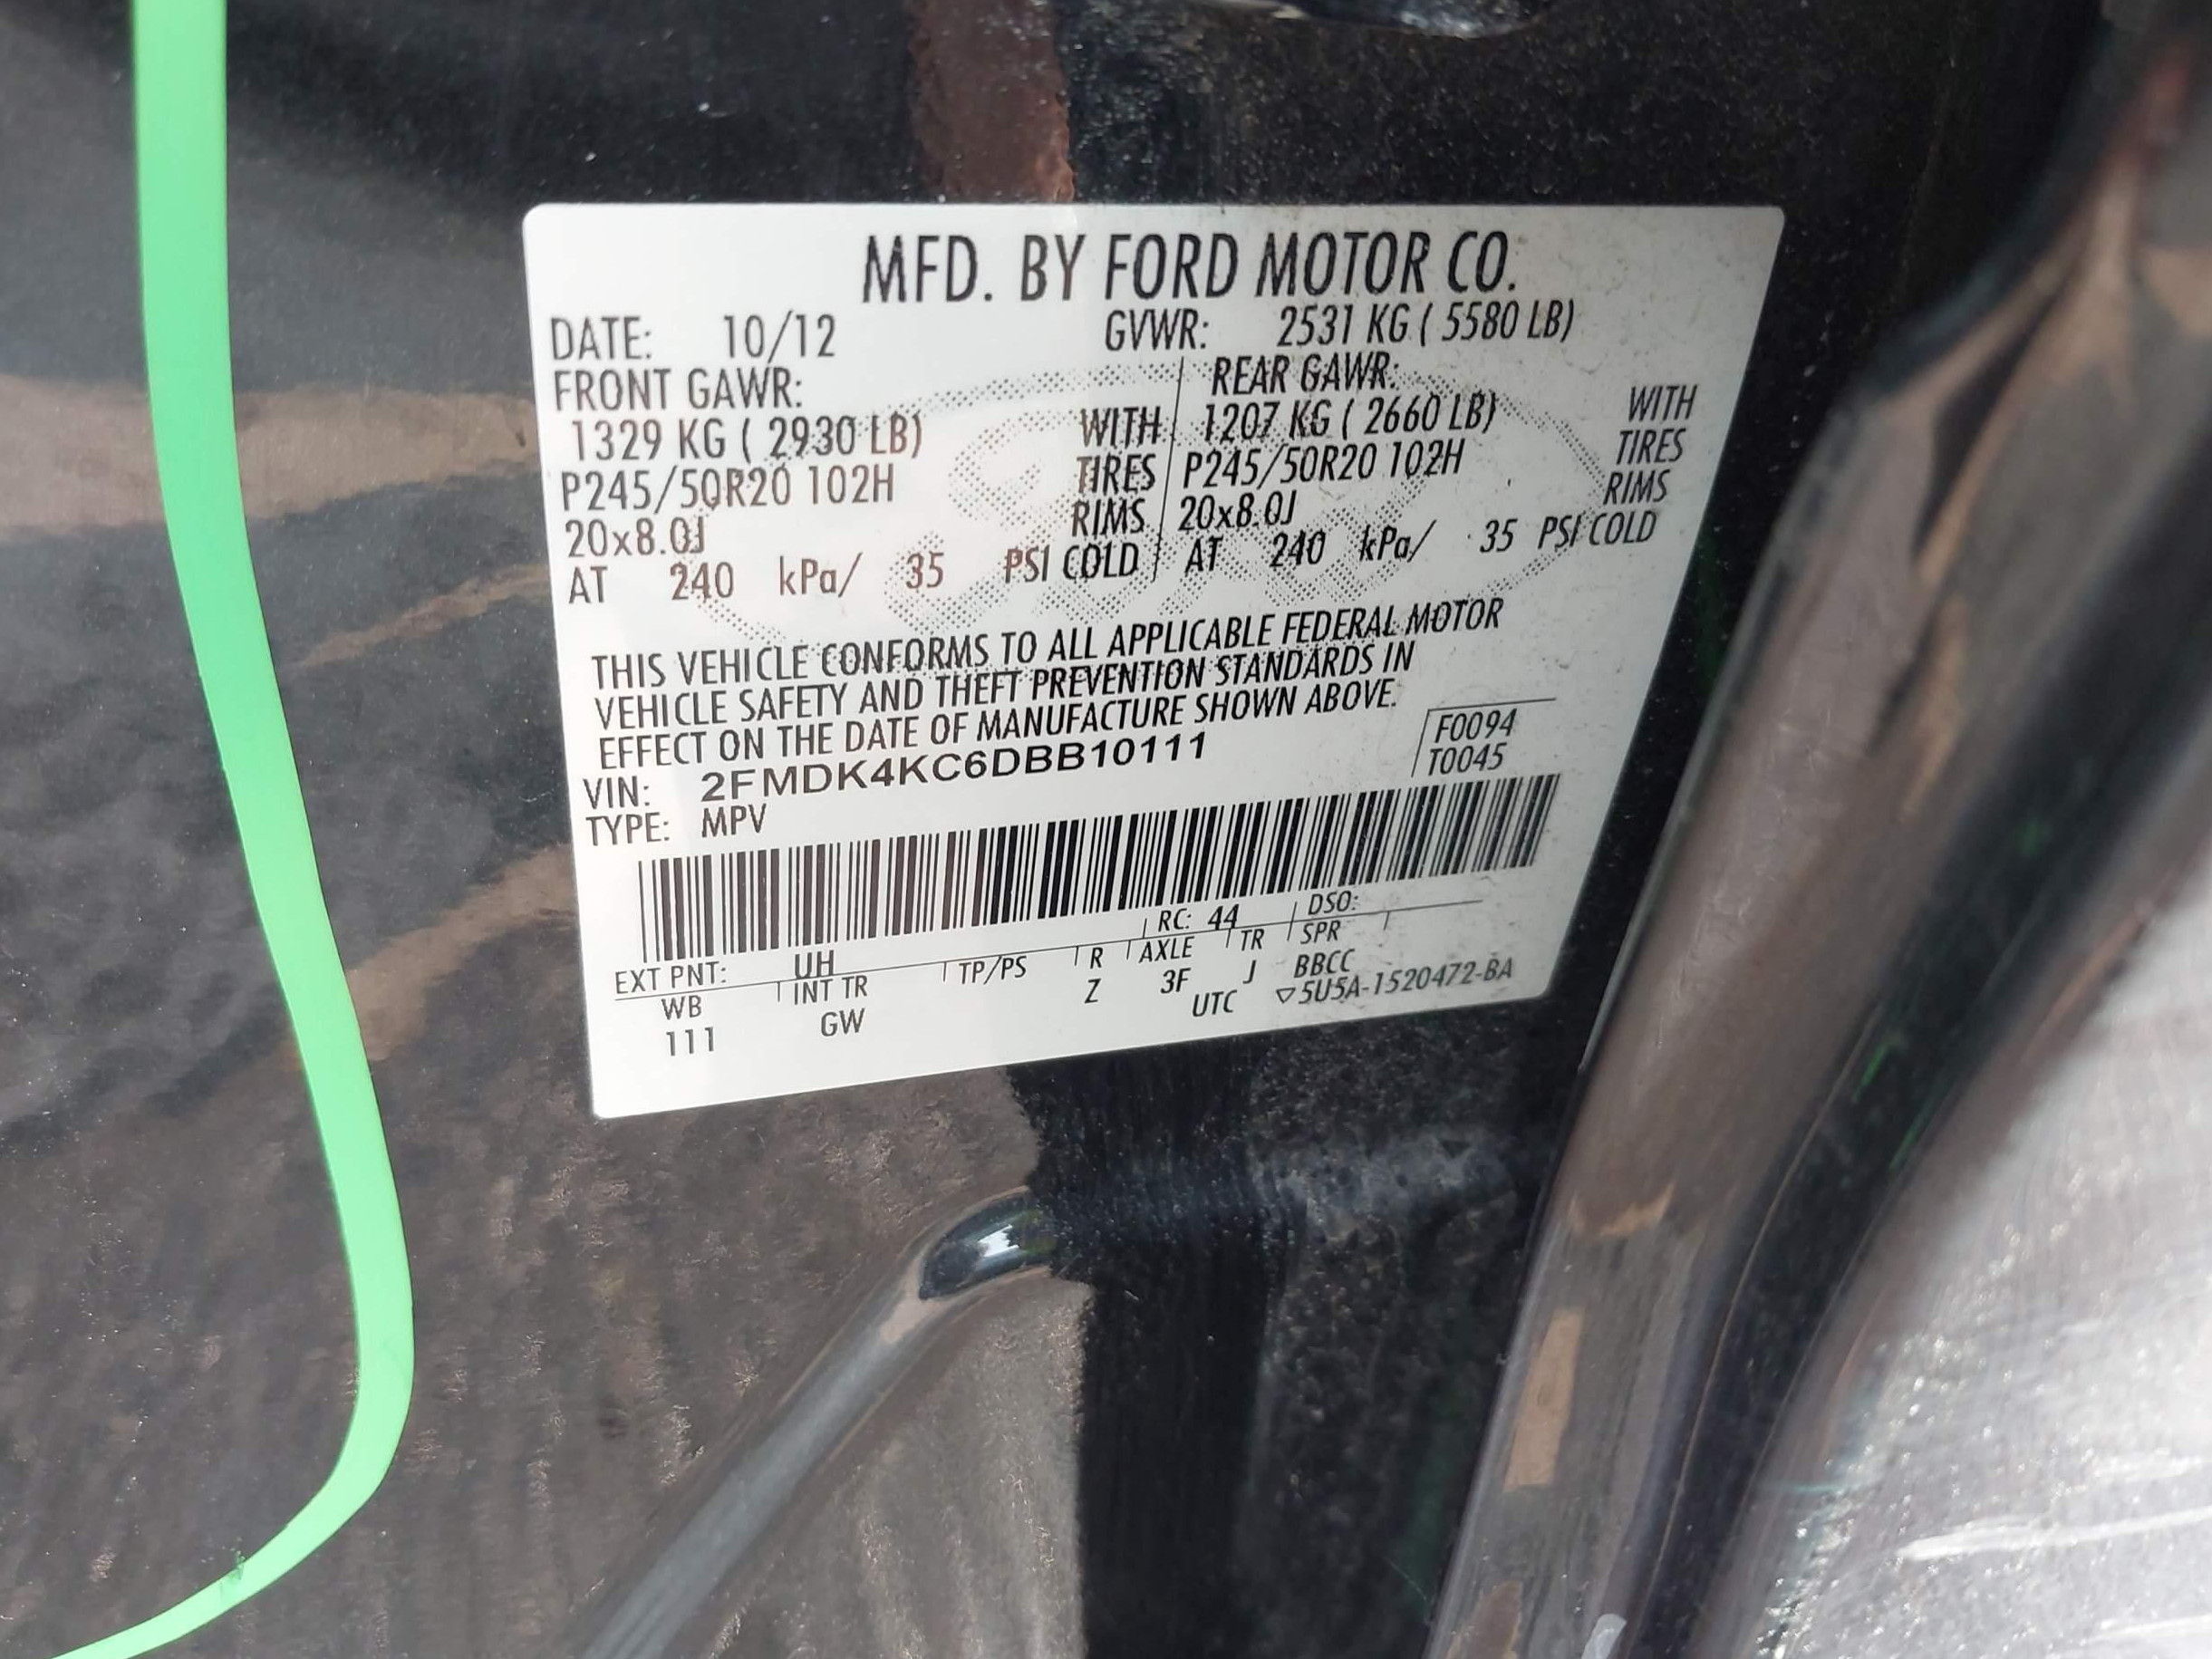 MFD. BY FORD MOTOR CO.
DATE: 10/12 GVWR: 2531 KG ( 5580 LB)
FRONT GAWR: REAR GAWR:
1329 KG ( 2930 LB) WITH 1207 KG ( 2660 LB) WITH
P245/50R20 102H TIRES P245/50R20 102H TIRES
20x8.0J RIMS 20x8.0J RIMS
AT 240 kPa/ 35 PSI COLD AT 240 kPa/ 35 PSI COLD
THIS VEHICLE CONFORMS TO ALL APPLICABLE FEDERAL MOTOR
VEHICLE SAFETY AND THEFT PREVENTION STANDARDS IN
EFFECT ON THE DATE OF MANUFACTURE SHOWN ABOVE.
F0094
VIN: 2FMDK4KC6DBB10111 T0045
TYPE: MPV
EXT PNT: UH RC: 44 DSO:
WB INT TR TP/PS R AXLE TR SPR
111 GW Z 3F J BBCC
UTC ▽5U5A-1520472-BA